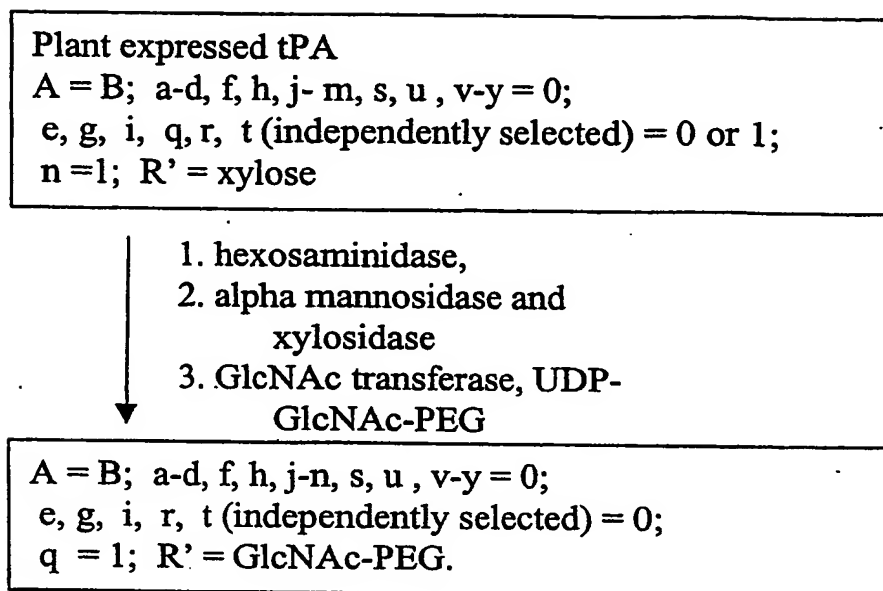 Plant expressed tPA
A = B; a-d, f, h, j- m, s, u , v-y = 0;
e, g, i, q, r, t (independently selected) = 0 or 1;
n =1; R’ = xylose
1. hexosaminidase,
2. alpha mannosidase and
xylosidase
3. GlcNAc transferase, UDP-
GlcNAc-PEG
A = B; a-d, f, h, j-n, s, u , v-y = 0;
e, g, i, r, t (independently selected) = 0;
q = 1; R’ = GlcNAc-PEG.